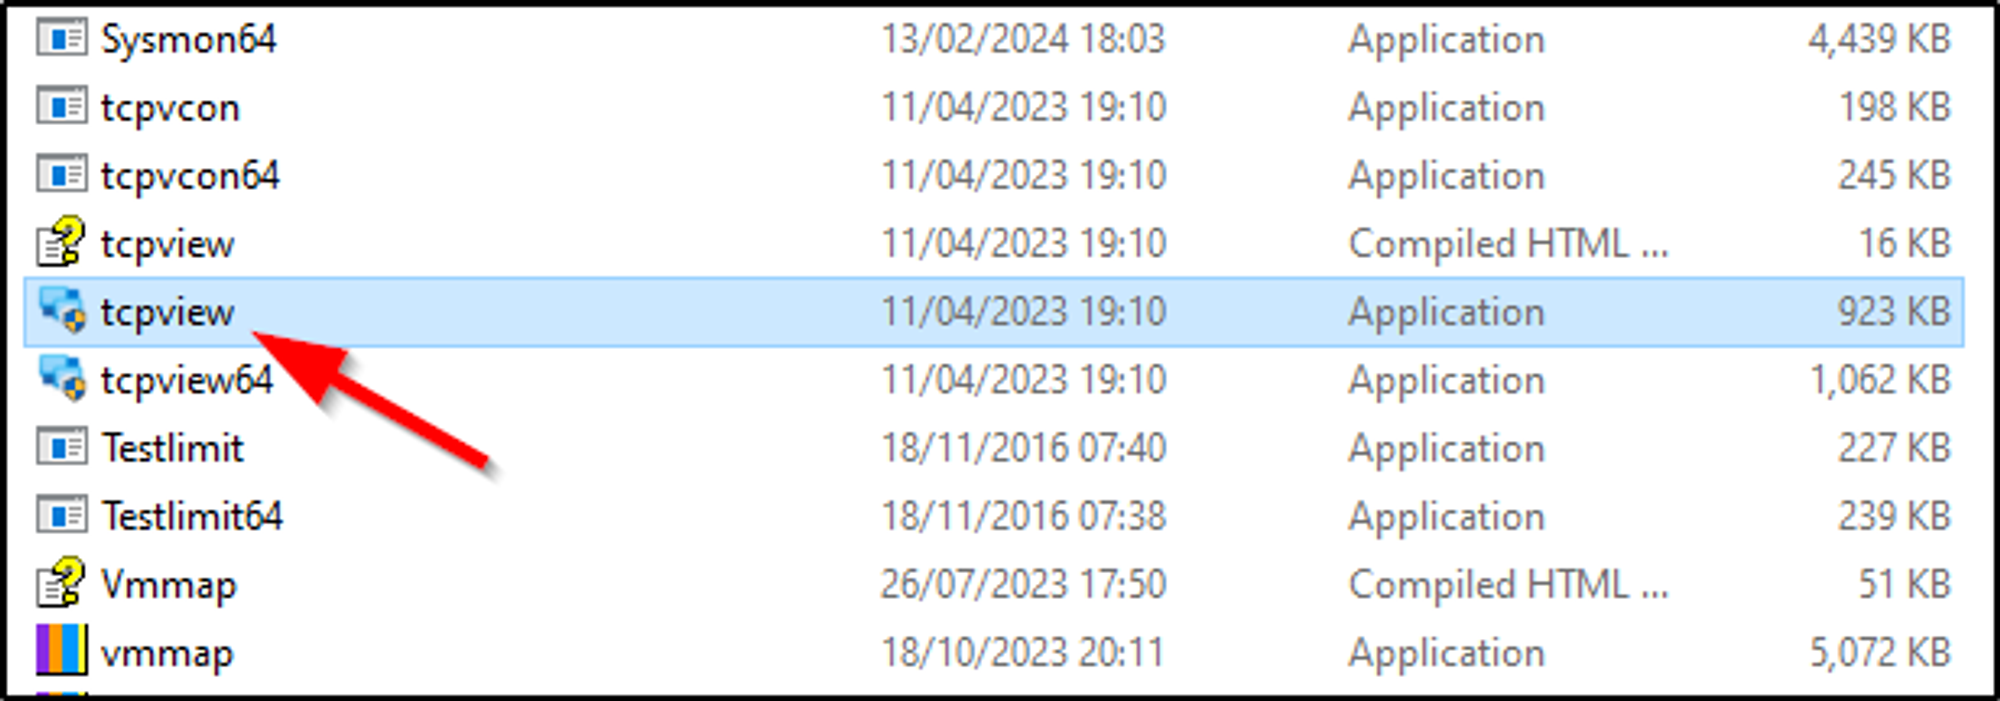 Sysmon64 13/02/2024 18:03 Application 4,439 KB
tcpvcon 11/04/2023 19:10 Application 198 KB
tcpvcon64 11/04/2023 19:10 Application 245 KB
tcpview 11/04/2023 19:10 Compiled HTML ... 16 KB
tcpview 11/04/2023 19:10 Application 923 KB
tcpview64 11/04/2023 19:10 Application 1,062 KB
Testlimit 18/11/2016 07:40 Application 227 KB
Testlimit64 18/11/2016 07:38 Application 239 KB
Vmmap 26/07/2023 17:50 Compiled HTML ... 51 KB
vmmap 18/10/2023 20:11 Application 5,072 KB